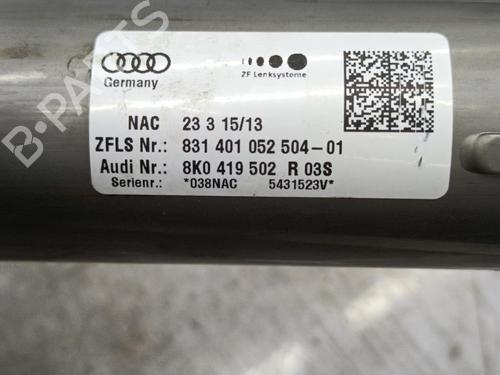 Germany
ZF Lenksysteme
NAC 23 3 15/13
ZFLS Nr.: 831 401 052 504-01
Audi Nr.: 8K0 419 502 R 03S
Serienr.: *038NAC 5431523V*
B-Parts